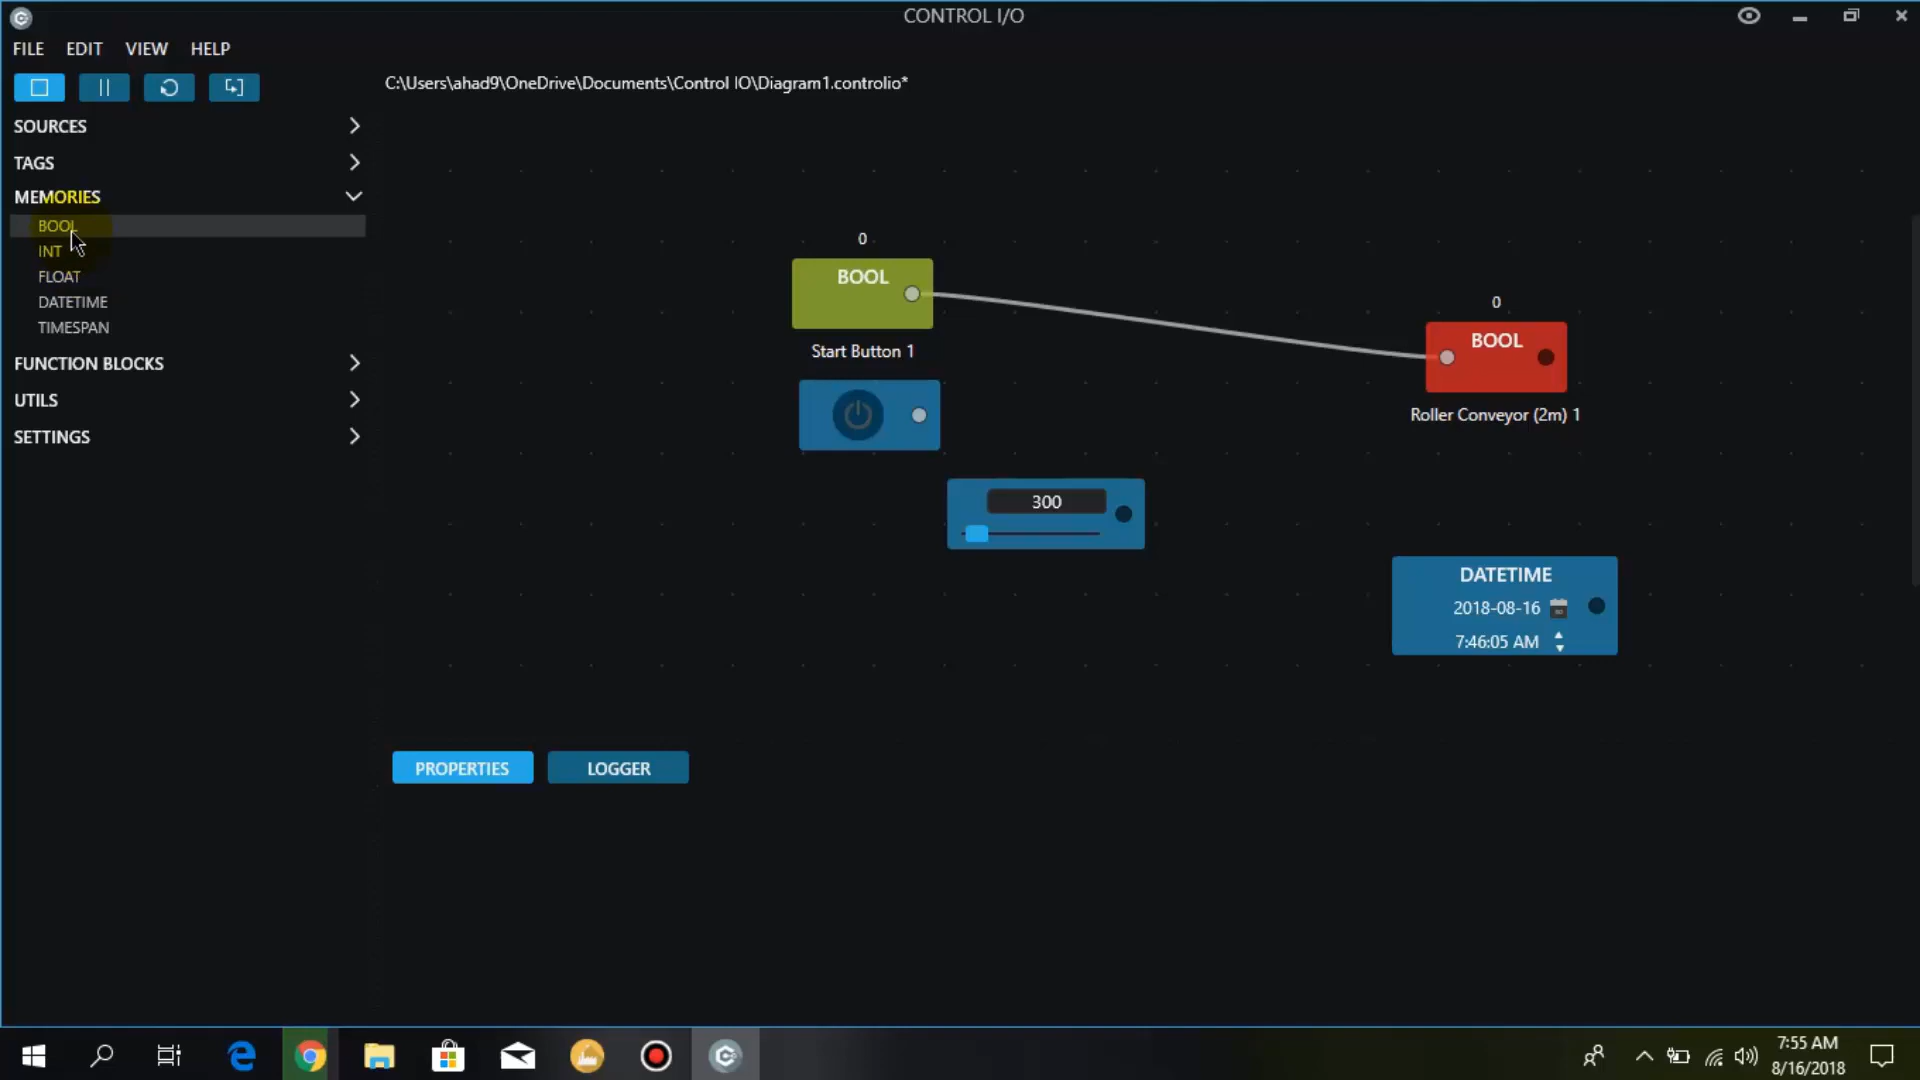 CONTROL I/O
FILE EDIT VIEW HELP
C:\Users\ahad9\OneDrive\Documents\Control IO\Diagram1.controlio*
SOURCES
TAGS
MEMORIES
BOOL
INT
FLOAT
DATETIME
TIMESPAN
FUNCTION BLOCKS
UTILS
SETTINGS
0
BOOL
Start Button 1
0
BOOL
Roller Conveyor (2m) 1
300
DATETIME
2018-08-16
7:46:05 AM
PROPERTIES
LOGGER
7:55 AM
8/16/2018